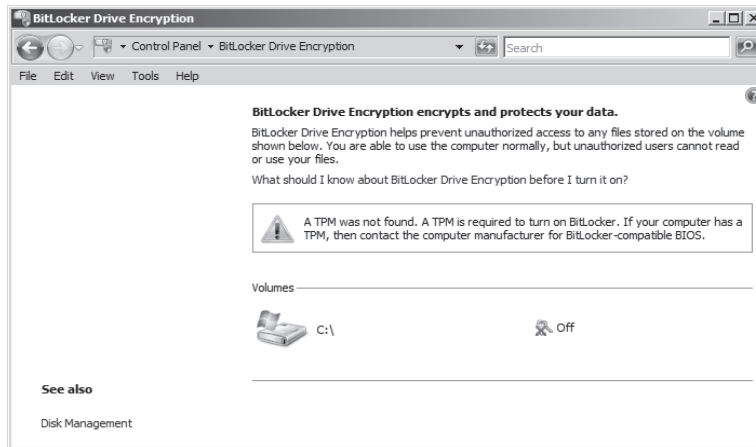 BitLocker Drive Encryption
Control Panel BitLocker Drive Encryption Search
File Edit View Tools Help
BitLocker Drive Encryption encrypts and protects your data.
BitLocker Drive Encryption helps prevent unauthorized access to any files stored on the volume
shown below. You are able to use the computer normally, but unauthorized users cannot read
or use your files.
What should I know about BitLocker Drive Encryption before I turn it on?
A TPM was not found. A TPM is required to turn on BitLocker. If your computer has a
TPM, then contact the computer manufacturer for BitLocker-compatible BIOS.
Volumes
C:\ Off
See also
Disk Management